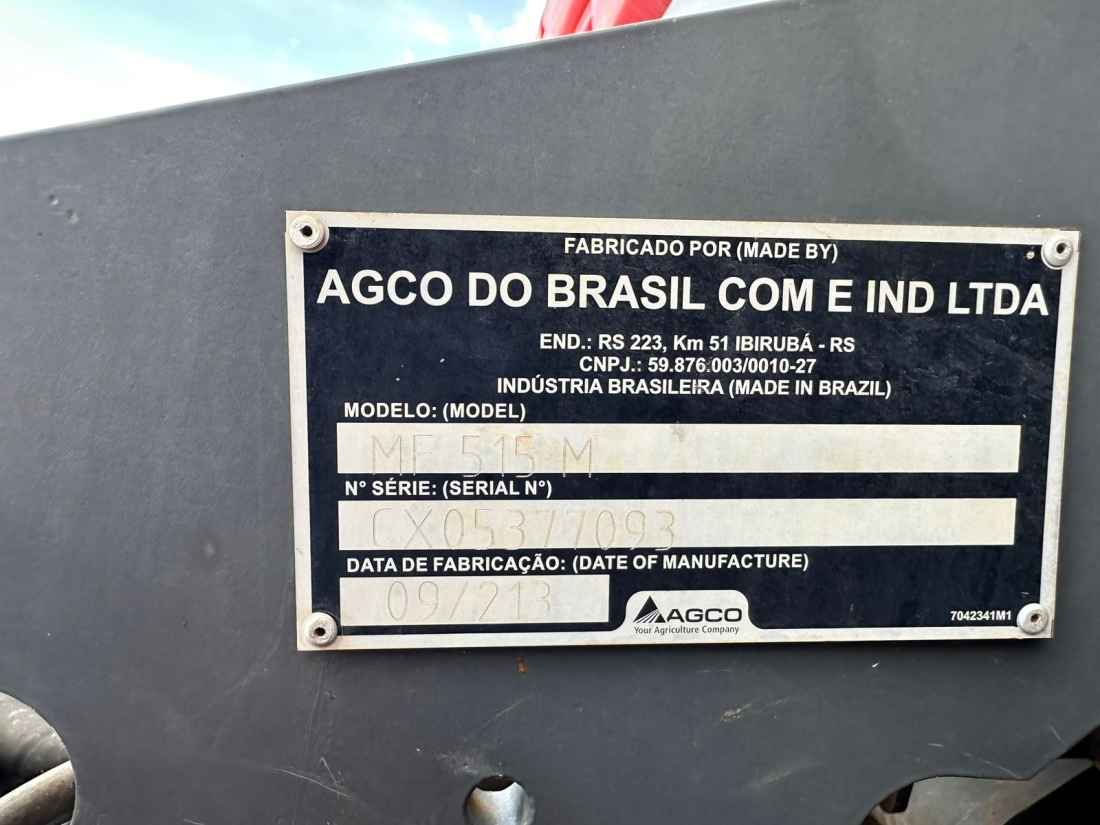 FABRICADO POR (MADE BY)
AGCO DO BRASIL COM E IND LTDA
END.: RS 223, Km 51 IBIRUBÁ - RS
CNPJ.: 59.876.003/0010-27
INDÚSTRIA BRASILEIRA (MADE IN BRAZIL)
MODELO: (MODEL)
MF 515 M
N° SÉRIE: (SERIAL N°)
CX05377093
DATA DE FABRICAÇÃO: (DATE OF MANUFACTURE)
09/213
AGCO
Your Agriculture Company
7042341M1